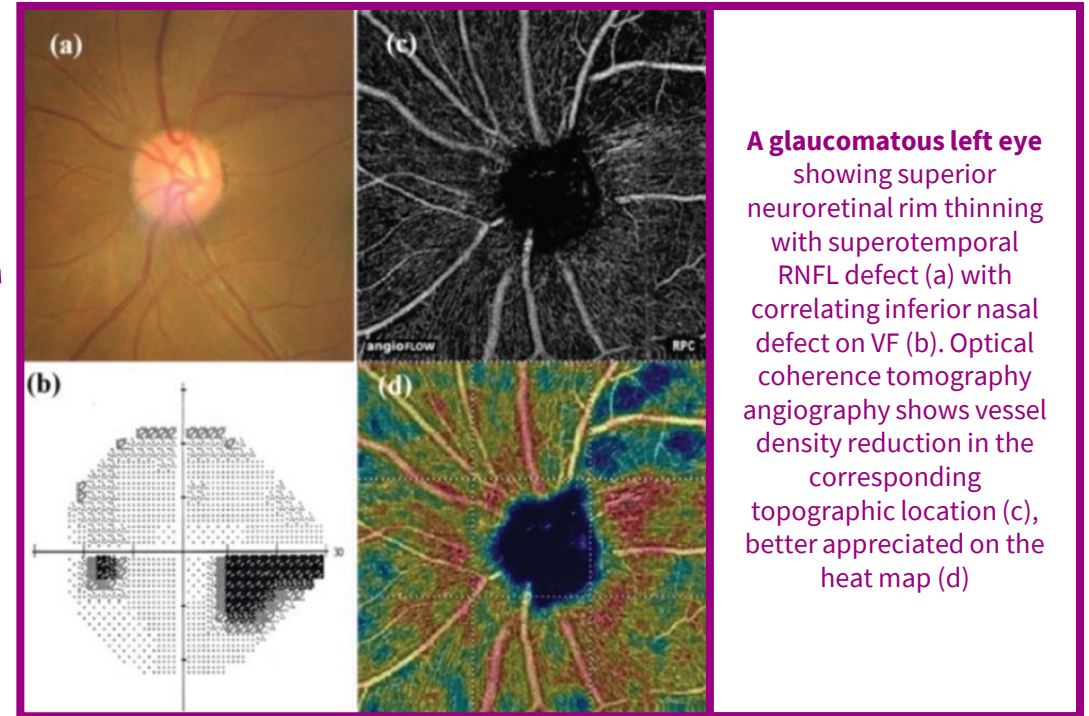 (a)
(c)
angioFLOW
RPC
(b)
30
(d)
A glaucomatous left eye
showing superior
neuroretinal rim thinning
with superotemporal
RNFL defect (a) with
correlating inferior nasal
defect on VF (b). Optical
coherence tomography
angiography shows vessel
density reduction in the
corresponding
topographic location (c),
better appreciated on the
heat map (d)